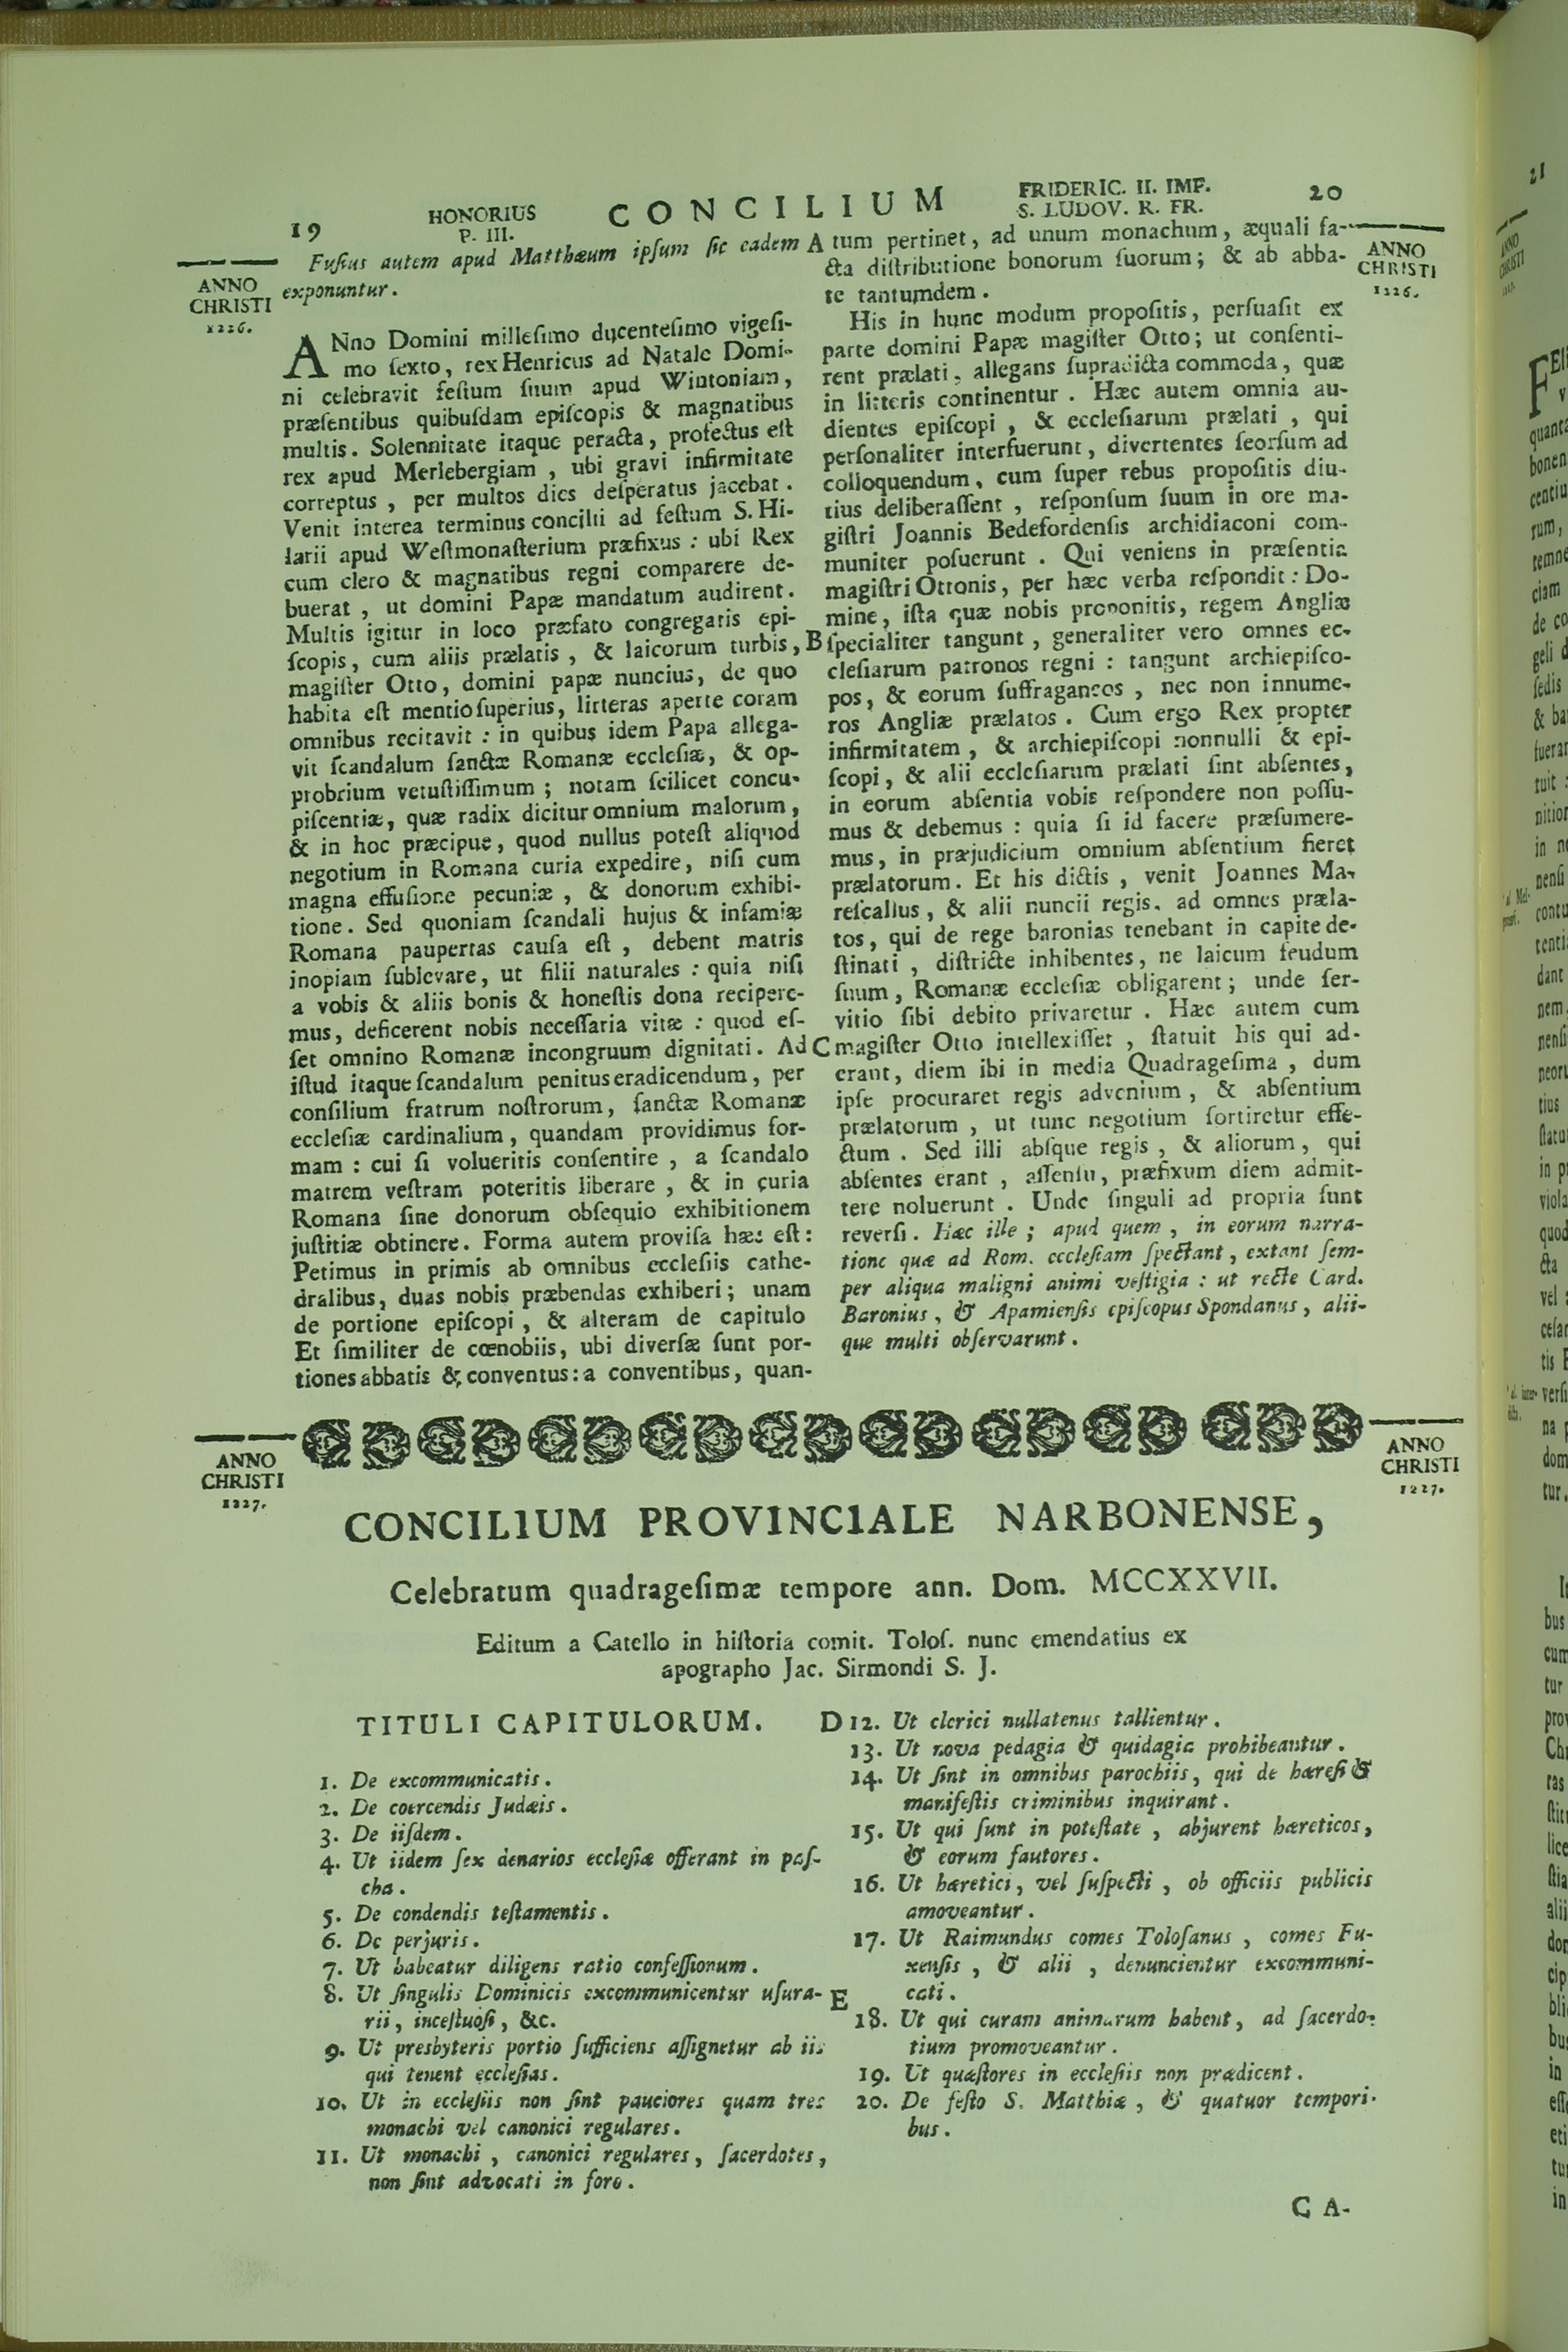 19 HONORIUS P. III. CONCILIUM FRIDERIC. II. IMP. S. LUDOV. R. FR. 20
ANNO
CHRISTI
1226.
Fusius autem apud Matthæum ipsum sic eadem
exponuntur.
ANno Domini millesimo ducentesimo vigesi-
mo sexto, rex Henricus ad Natale Domi-
ni celebravit festum suum apud Wintoniam,
præsentibus quibusdam episcopis & magnatibus
multis. Solennitate itaque peracta, profectus est
rex apud Merlebergiam, ubi gravi infirmitate
correptus, per multos dies desperatus jacebat.
Venit interea terminus concilii ad festum S. Hi-
larii apud Westmonasterium præfixus: ubi Rex
cum clero & magnatibus regni comparere de-
buerat, ut domini Papæ mandatum audirent.
Multis igitur in loco præfato congregatis epi-
scopis, cum aliis prælatis, & laicorum turbis,
magister Otto, domini papæ nuncius, de quo
habita est mentio superius, litteras aperte coram
omnibus recitavit: in quibus idem Papa allega-
vit scandalum sanctæ Romanæ ecclesiæ, & op-
probrium vetustissimum; notam scilicet concu-
piscentiæ, quæ radix dicitur omnium malorum,
& in hoc præcipue, quod nullus potest aliquod
negotium in Romana curia expedire, nisi cum
magna effusione pecuniæ, & donorum exhibi-
tione. Sed quoniam scandali hujus & infamiæ
Romana paupertas causa est, debent matris
inopiam sublevare, ut filii naturales: quia nisi
a vobis & aliis bonis & honestis dona recipere-
mus, deficerent nobis necessaria vitæ: quod es-
set omnino Romanæ incongruum dignitati. Ad
istud itaque scandalum penitus eradicendum, per
consilium fratrum nostrorum, sanctæ Romanæ
ecclesiæ cardinalium, quandam providimus for-
mam: cui si volueritis consentire, a scandalo
matrem vestram poteritis liberare, & in curia
Romana sine donorum obsequio exhibitionem
justitiæ obtinere. Forma autem provisa hæc est:
Petimus in primis ab omnibus ecclesiis cathe-
dralibus, duas nobis præbendas exhiberi; unam
de portione episcopi, & alteram de capitulo
Et similiter de cœnobiis, ubi diversæ sunt por-
tiones abbatis & conventus: a conventibus, quan-
A
B
C
tum pertinet, ad unum monachum, æquali fa-
cta distributione bonorum suorum; & ab abba-
te tantumdem.
His in hunc modum propositis, persuasit ex
parte domini Papæ magister Otto; ut consenti-
rent prælati, allegans supradicta commoda, quæ
in litteris continentur. Hæc autem omnia au-
dientes episcopi, & ecclesiarum prælati, qui
personaliter interfuerunt, divertentes seorsum ad
colloquendum, cum super rebus propositis diu-
tius deliberassent, responsum suum in ore ma-
gistri Joannis Bedefordensis archidiaconi com-
muniter posuerunt. Qui veniens in præsentia
magistri Ottonis, per hæc verba respondit: Do-
mine, ista quæ nobis proponitis, regem Angliæ
specialiter tangunt, generaliter vero omnes ec-
clesiarum patronos regni: tangunt archiepisco-
pos, & eorum suffraganeos, nec non innume-
ros Angliæ prælatos. Cum ergo Rex propter
infirmitatem, & archiepiscopi nonnulli & epi-
scopi, & alii ecclesiarum prælati sint absentes,
in eorum absentia vobis respondere non possu-
mus & debemus: quia si id facere præsumere-
mus, in præjudicium omnium absentium fieret
prælatorum. Et his dictis, venit Joannes Ma-
rescallus, & alii nuncii regis, ad omnes præla-
tos, qui de rege baronias tenebant in capite de-
stinati, districte inhibentes, ne laicum feudum
suum, Romanæ ecclesiæ obligarent; unde ser-
vitio sibi debito privaretur. Hæc autem cum
magister Otto intellexisset, statuit his qui ad-
erant, diem ibi in media Quadragesima, dum
ipse procuraret regis advenium, & absentium
prælatorum, ut tunc negotium sortiretur effe-
ctum. Sed illi absque regis, & aliorum, qui
absentes erant, assensu, præfixum diem admit-
tere noluerunt. Unde singuli ad propria sunt
reversi. Hæc ille; apud quem, in eorum narra-
tione quæ ad Rom. ecclesiam spectant, extant sem-
per aliqua maligni animi vestigia: ut recte Card.
Baronius, & Apamiensis episcopus Spondanus, alii-
que multi observarunt.
ANNO
CHRISTI
1226.
ANNO
CHRISTI
1227.
ANNO
CHRISTI
1227.
CONCILIUM PROVINCIALE NARBONENSE,
Celebratum quadragesimæ tempore ann. Dom. MCCXXVII.
Editum a Catello in historia comit. Tolos. nunc emendatius ex
apographo Jac. Sirmondi S. J.
TITULI CAPITULORUM.
1. De excommunicatis.
2. De coercendis Judæis.
3. De iisdem.
4. Ut iidem sex denarios ecclesiæ offerant in pas-
cha.
5. De condendis testamentis.
6. De perjuris.
7. Ut habeatur diligens ratio confessionum.
8. Ut singulis Dominicis excommunicentur usura-
rii, incestuosi, &c.
9. Ut presbyteris portio sufficiens assignetur ab iis
qui tenent ecclesias.
10. Ut in ecclesiis non sint pauciores quam tres
monachi vel canonici regulares.
11. Ut monachi, canonici regulares, sacerdotes,
non sint advocati in foro.
D
E
12. Ut clerici nullatenus tallientur.
13. Ut nova pedagia & quidagia prohibeantur.
14. Ut sint in omnibus parochiis, qui de hæresi &
manifestis criminibus inquirant.
15. Ut qui sunt in potestate, abjurent hæreticos,
& eorum fautores.
16. Ut hæretici, vel suspecti, ob officiis publicis
amoveantur.
17. Ut Raimundus comes Tolosanus, comes Fu-
xensis, & alii, denuncientur excommuni-
cati.
18. Ut qui curam animarum habent, ad sacerdo-
tium promoveantur.
19. Ut quæstores in ecclesiis non prædicent.
20. De festo S. Matthiæ, & quatuor tempori-
bus.
CA-